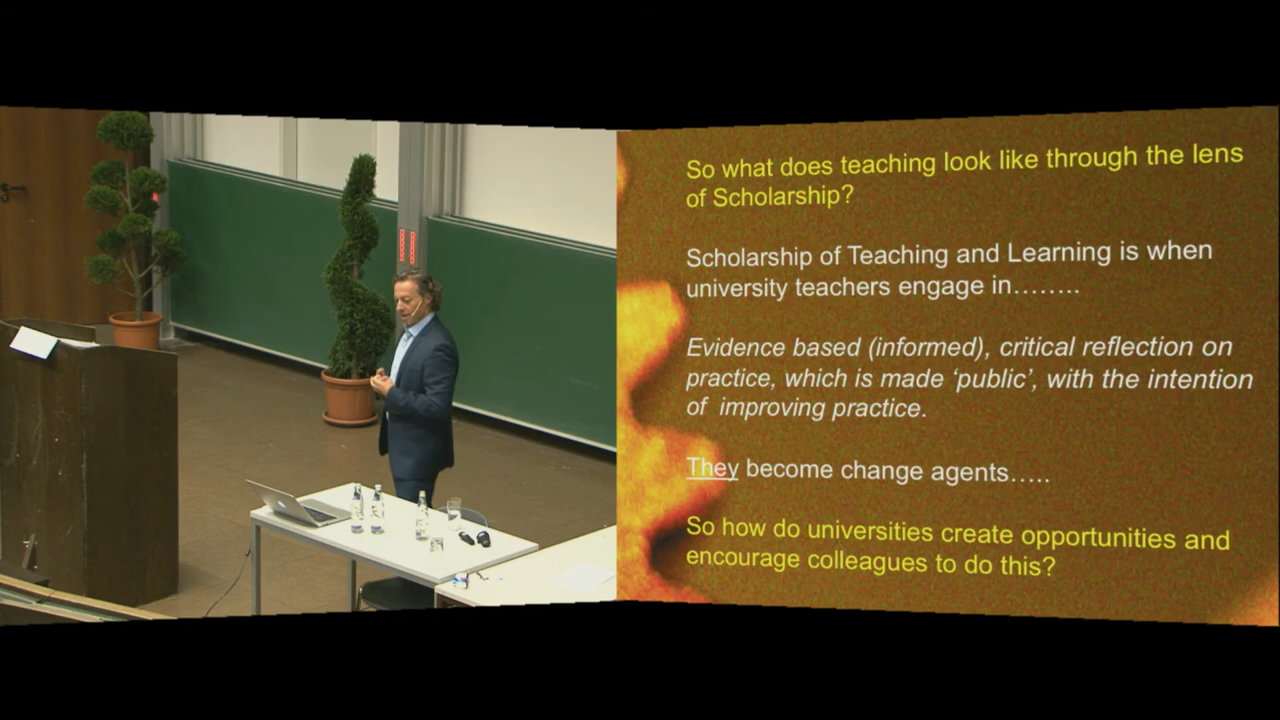 So what does teaching look like through the lens
of Scholarship?
Scholarship of Teaching and Learning is when
university teachers engage in........
Evidence based (informed), critical reflection on
practice, which is made ‘public’, with the intention
of  improving practice.
They become change agents.....
So how do universities create opportunities and
encourage colleagues to do this?